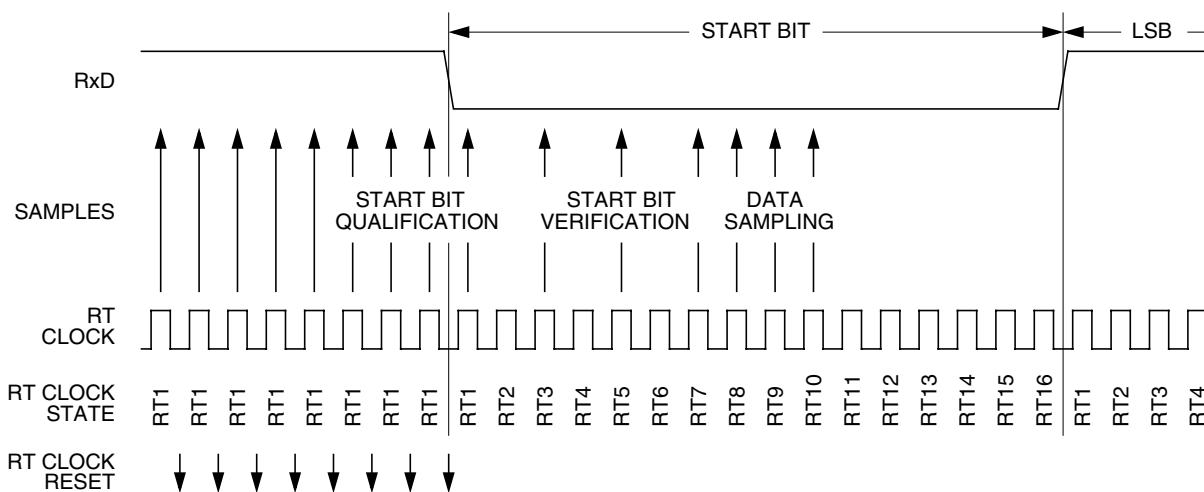 START BIT
LSB
RxD
SAMPLES
START BIT
QUALIFICATION
START BIT
VERIFICATION
DATA
SAMPLING
RT
CLOCK
RT CLOCK
STATE
RT1 RT1 RT1 RT1 RT1 RT1 RT1 RT1 RT1 RT2 RT3 RT4 RT5 RT6 RT7 RT8 RT9 RT10 RT11 RT12 RT13 RT14 RT15 RT16 RT1 RT2 RT3 RT4
RT CLOCK
RESET